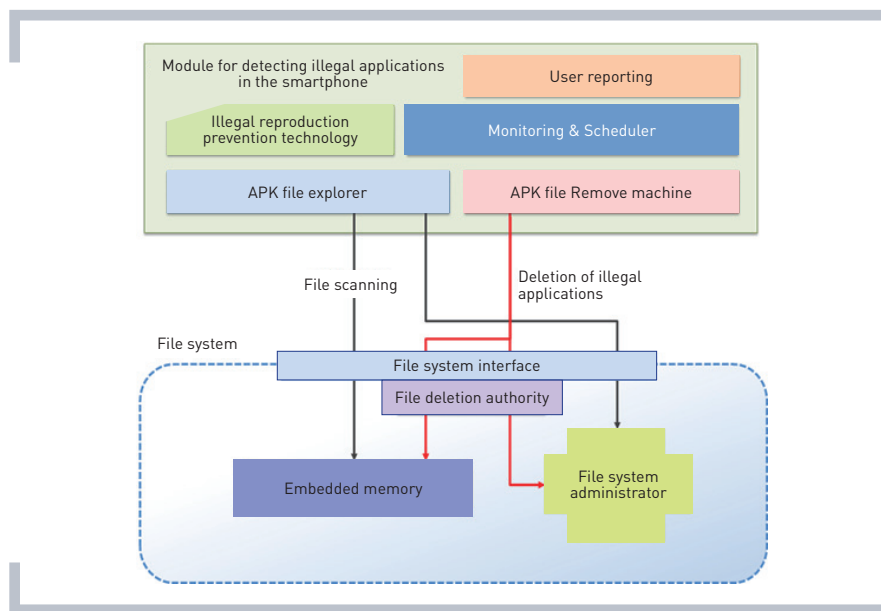 Module for detecting illegal applications
in the smartphone
User reporting
Illegal reproduction
prevention technology
Monitoring & Scheduler
APK file explorer
APK file Remove machine
File scanning
Deletion of illegal
applications
File system
File system interface
File deletion authority
Embedded memory
File system
administrator